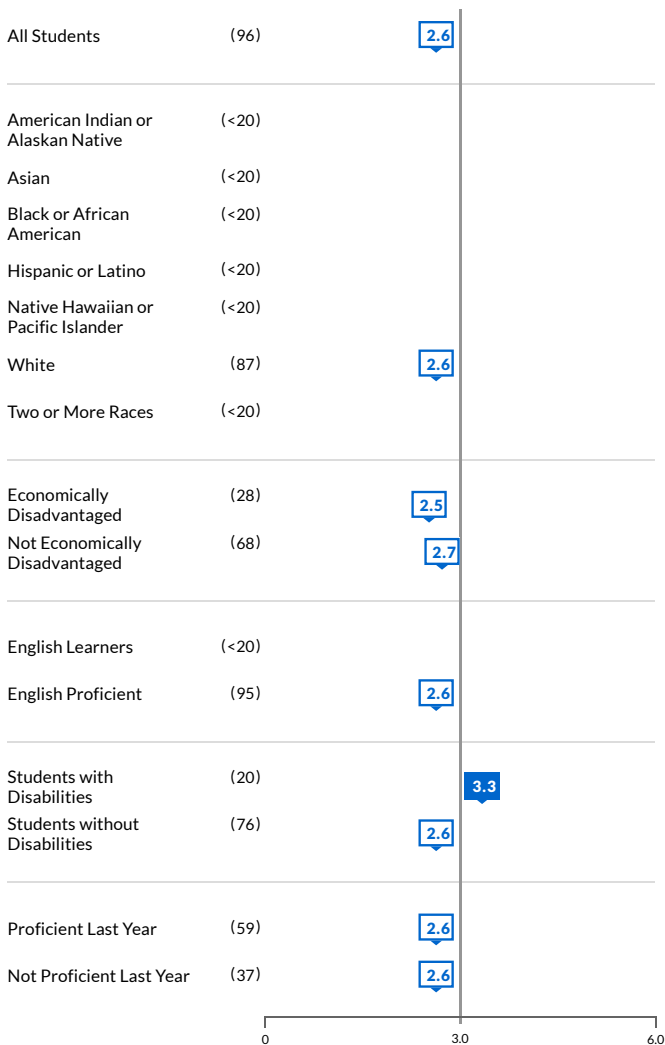 All Students (96) 2.6
American Indian or (<20)
Alaskan Native
Asian (<20)
Black or African (<20)
American
Hispanic or Latino (<20)
Native Hawaiian or (<20)
Pacific Islander
White (87) 2.6
Two or More Races (<20)
Economically (28) 2.5
Disadvantaged
Not Economically (68) 2.7
Disadvantaged
English Learners (<20)
English Proficient (95) 2.6
Students with (20) 3.3
Disabilities
Students without (76) 2.6
Disabilities
Proficient Last Year (59) 2.6
Not Proficient Last Year (37) 2.6
0 3.0 6.0